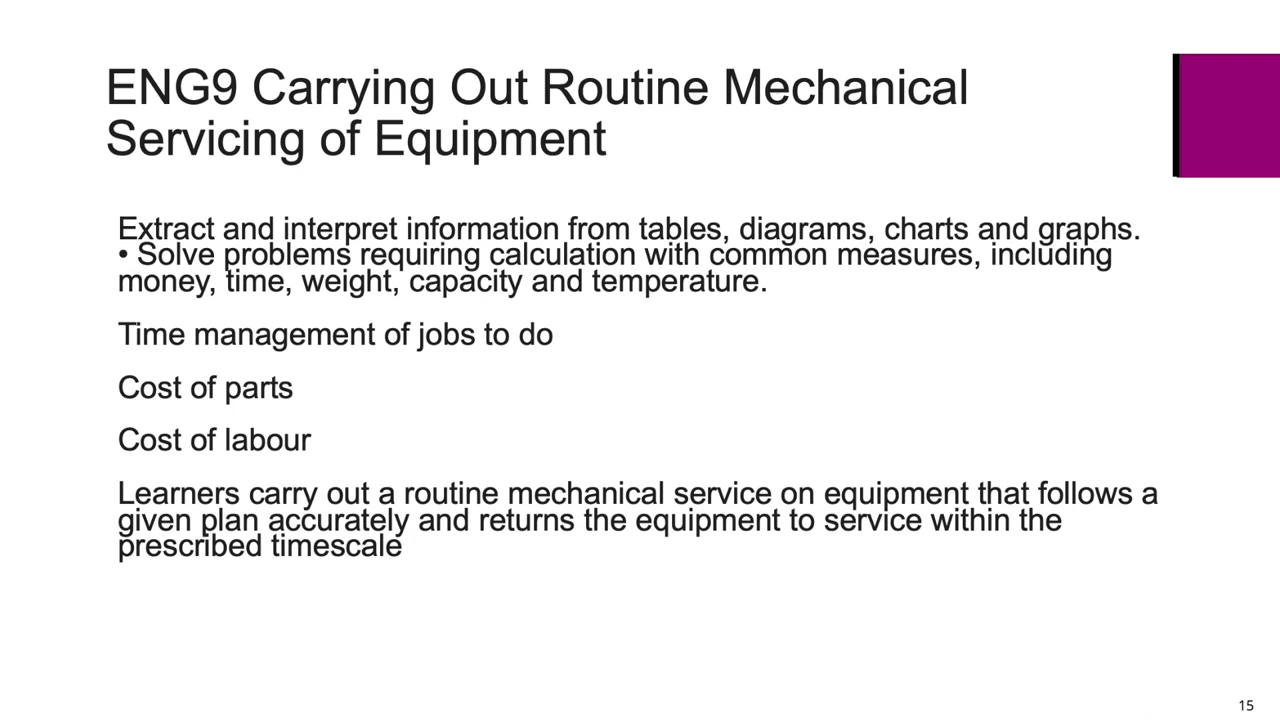 ENG9 Carrying Out Routine Mechanical
Servicing of Equipment
Extract and interpret information from tables, diagrams, charts and graphs.
• Solve problems requiring calculation with common measures, including
money, time, weight, capacity and temperature.
Time management of jobs to do
Cost of parts
Cost of labour
Learners carry out a routine mechanical service on equipment that follows a
given plan accurately and returns the equipment to service within the
prescribed timescale
15